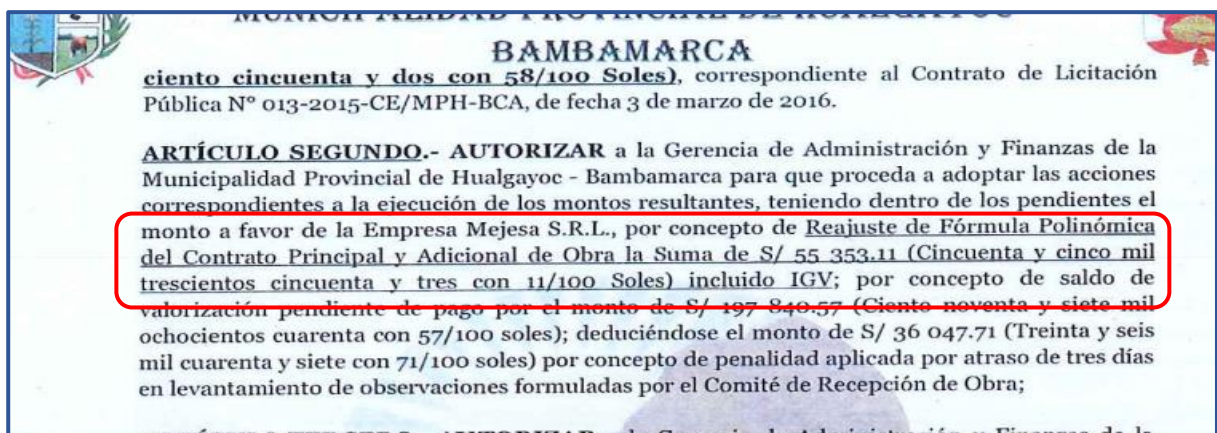 MUNICIPALIDAD PROVINCIAL DE HUALGAYOC
BAMBAMARCA
ciento cincuenta y dos con 58/100 Soles), correspondiente al Contrato de Licitación
Pública N° 013-2015-CE/MPH-BCA, de fecha 3 de marzo de 2016.
ARTÍCULO SEGUNDO.- AUTORIZAR a la Gerencia de Administración y Finanzas de la
Municipalidad Provincial de Hualgayoc - Bambamarca para que proceda a adoptar las acciones
correspondientes a la ejecución de los montos resultantes, teniendo dentro de los pendientes el
monto a favor de la Empresa Mejesa S.R.L., por concepto de Reajuste de Fórmula Polinómica
del Contrato Principal y Adicional de Obra la Suma de S/ 55 353.11 (Cincuenta y cinco mil
trescientos cincuenta y tres con 11/100 Soles) incluido IGV; por concepto de saldo de
valorización pendiente de pago por el monto de S/ 197 840.57 (Ciento noventa y siete mil
ochocientos cuarenta con 57/100 soles); deduciéndose el monto de S/ 36 047.71 (Treinta y seis
mil cuarenta y siete con 71/100 soles) por concepto de penalidad aplicada por atraso de tres días
en levantamiento de observaciones formuladas por el Comité de Recepción de Obra;